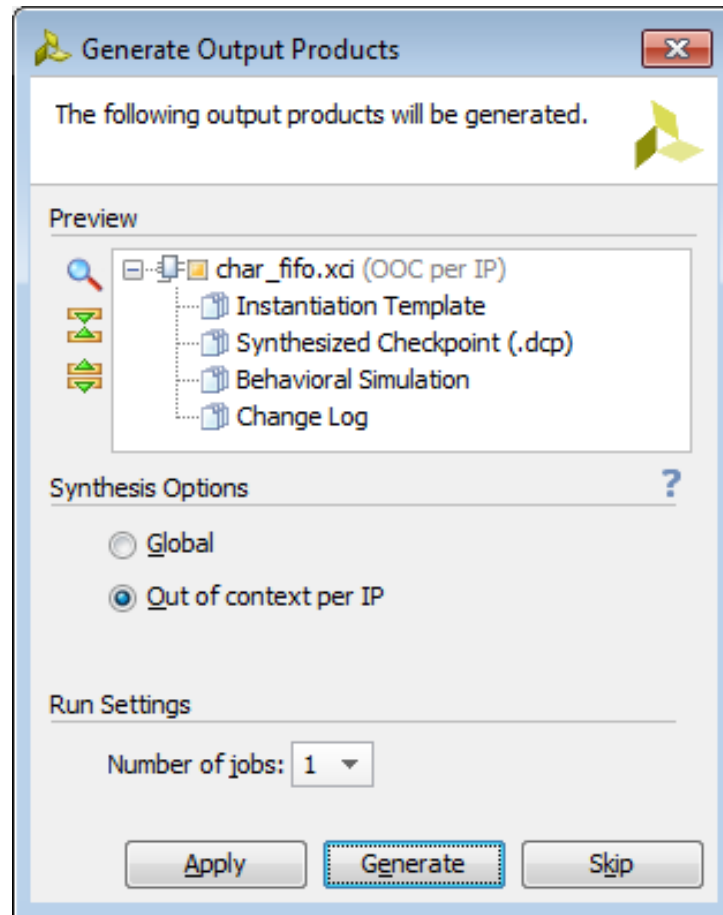 Generate Output Products
The following output products will be generated.
Preview
char_fifo.xci (OOC per IP)
Instantiation Template
Synthesized Checkpoint (.dcp)
Behavioral Simulation
Change Log
Synthesis Options
?
Global
Out of context per IP
Run Settings
Number of jobs: 1
Apply Generate Skip